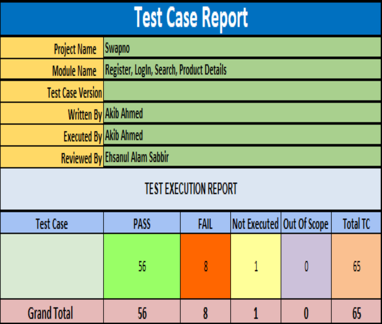 Test Case Report
Project Name Swapno
Module Name Register, LogIn, Search, Product Details
Test Case Version
Written By Akib Ahmed
Executed By Akib Ahmed
Reviewed By Ehsanul Alam Sabbir
TEST EXECUTION REPORT
Test Case PASS FAIL Not Executed Out Of Scope Total TC
56 8 1 0 65
Grand Total 56 8 1 0 65